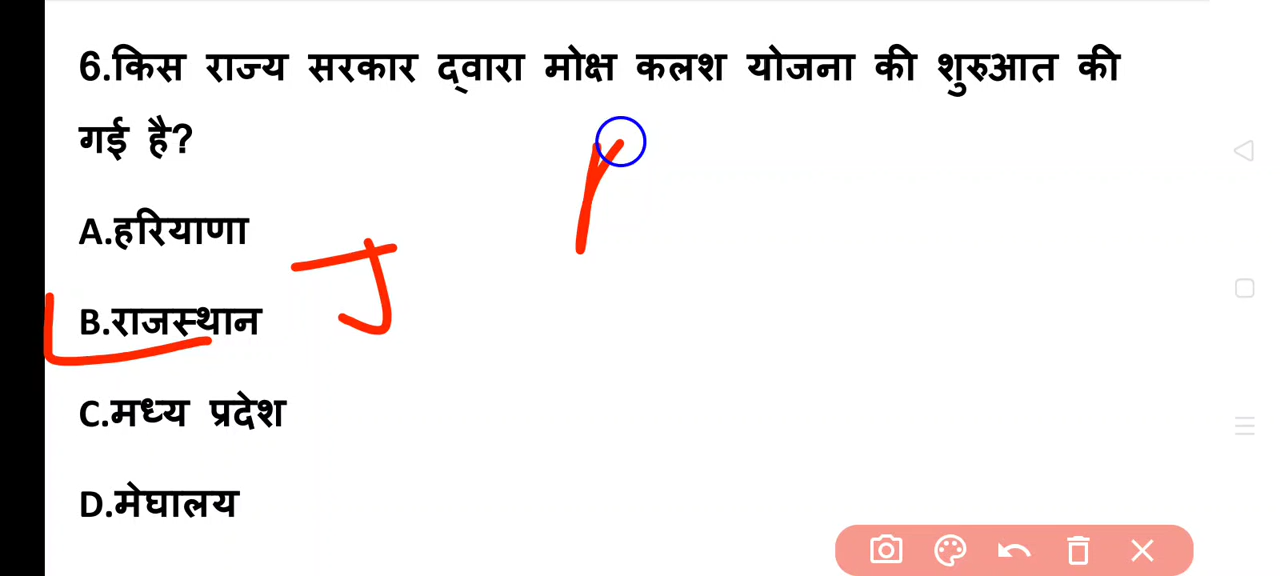 6.किस राज्य सरकार द्वारा मोक्ष कलश योजना की शुरुआत की
गई है?
A.हरियाणा
B.राजस्थान
J
C.मध्य प्रदेश
D.मेघालय